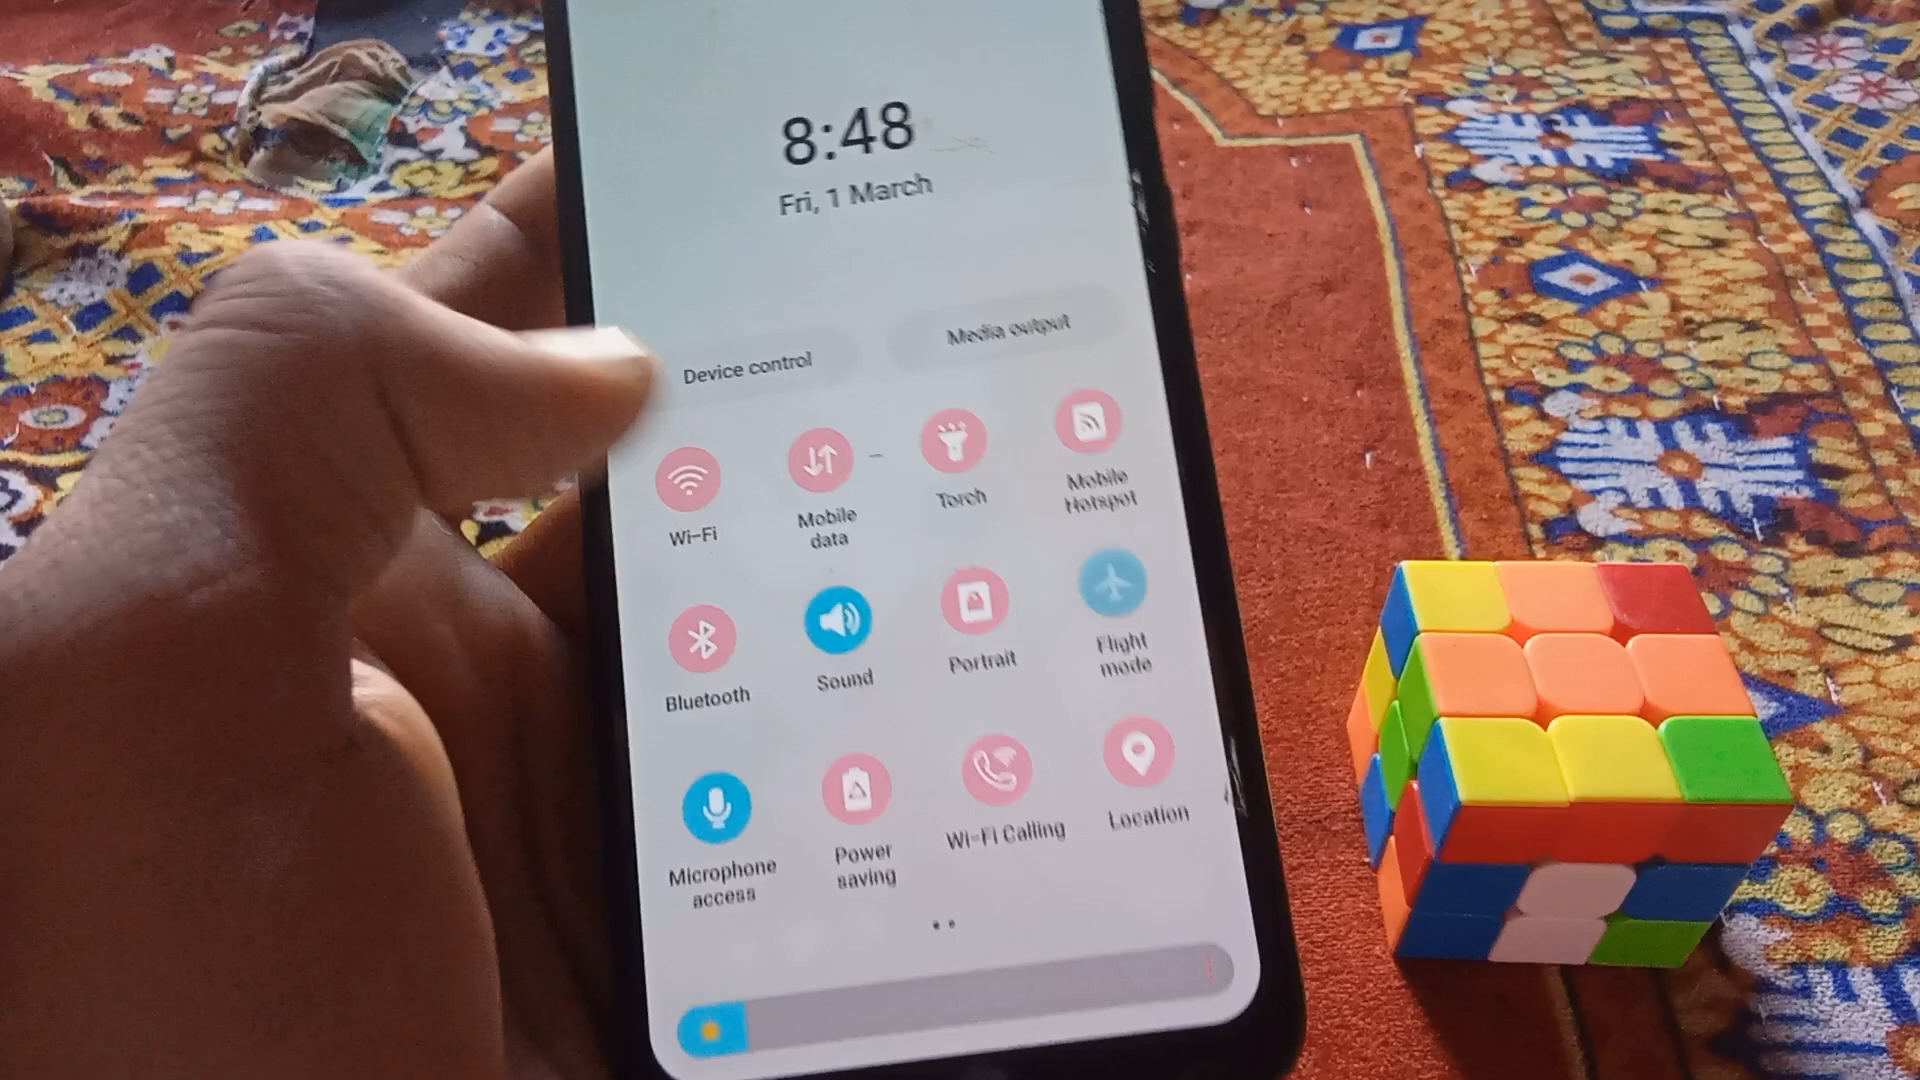 8:48
Fri, 1 March
Device control
Media output
Wi-Fi
Mobile
data
Torch
Mobile
Hotspot
Bluetooth
Sound
Portrait
Flight
mode
Microphone
access
Power
saving
Wi-Fi Calling
Location